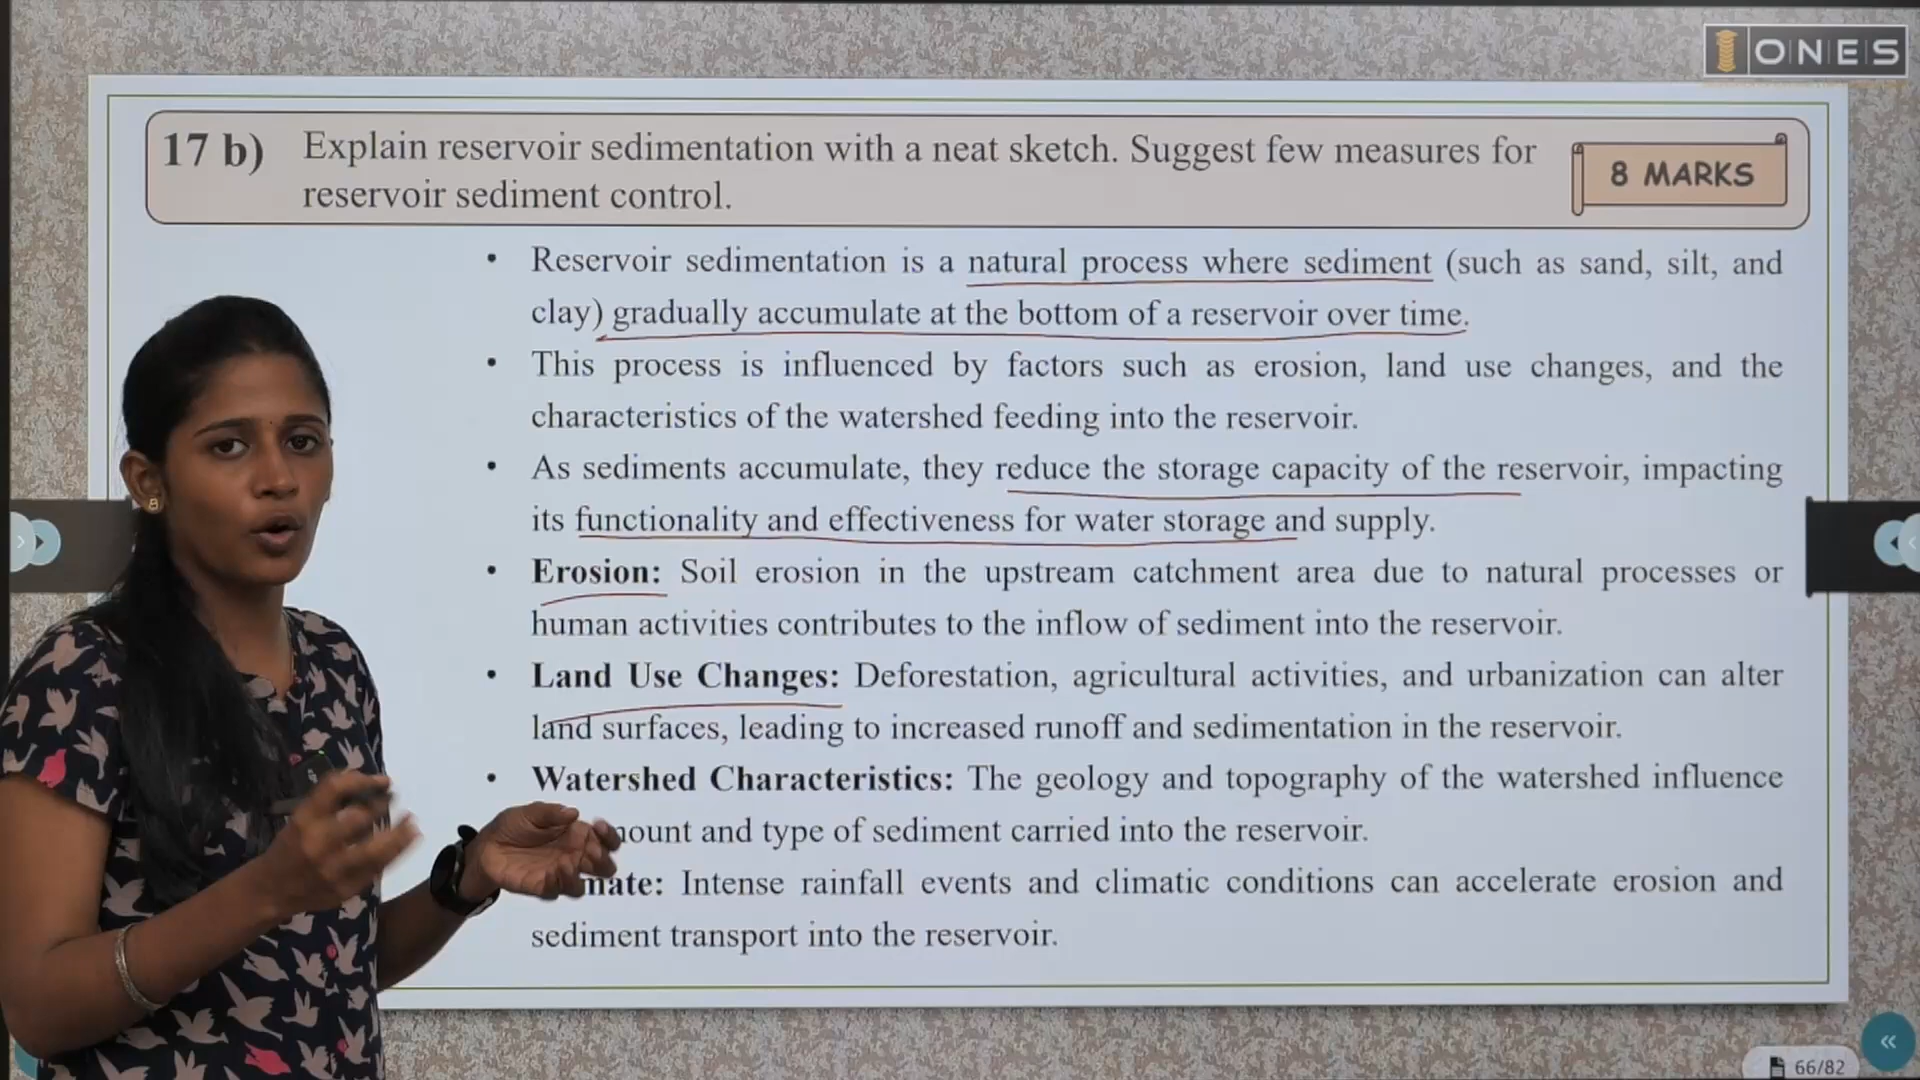 ONES
17 b) Explain reservoir sedimentation with a neat sketch. Suggest few measures for
reservoir sediment control.
8 MARKS
• Reservoir sedimentation is a natural process where sediment (such as sand, silt, and
clay) gradually accumulate at the bottom of a reservoir over time.
• This process is influenced by factors such as erosion, land use changes, and the
characteristics of the watershed feeding into the reservoir.
• As sediments accumulate, they reduce the storage capacity of the reservoir, impacting
its functionality and effectiveness for water storage and supply.
• Erosion: Soil erosion in the upstream catchment area due to natural processes or
human activities contributes to the inflow of sediment into the reservoir.
• Land Use Changes: Deforestation, agricultural activities, and urbanization can alter
land surfaces, leading to increased runoff and sedimentation in the reservoir.
• Watershed Characteristics: The geology and topography of the watershed influence
and type of sediment carried into the reservoir.
Intense rainfall events and climatic conditions can accelerate erosion and
sediment transport into the reservoir.
66/82